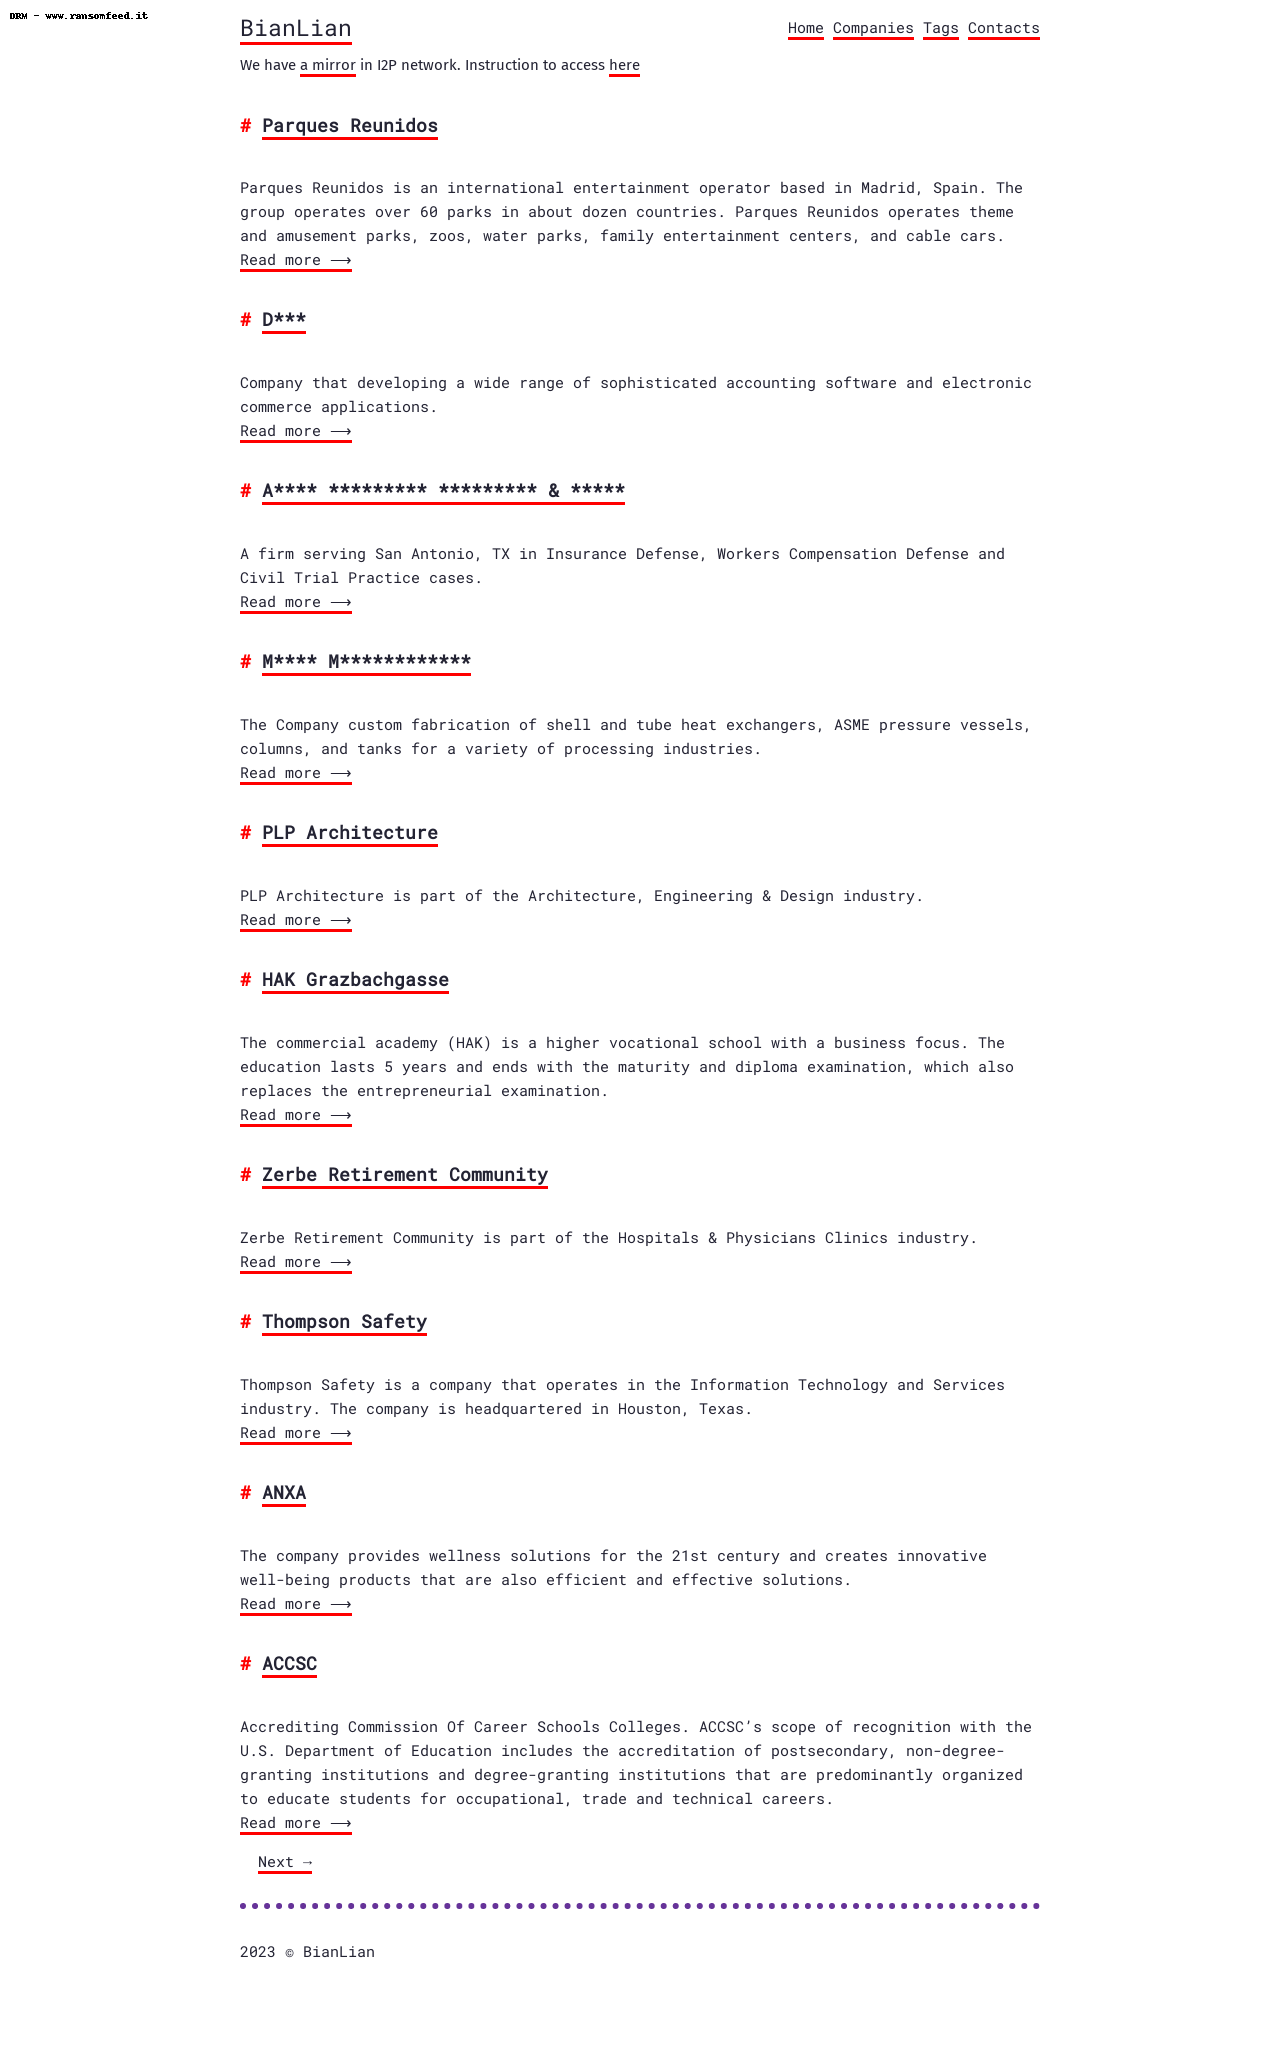 DRM - www.ransomfeed.it
BianLian
Home Companies Tags Contacts
We have a mirror in I2P network. Instruction to access here
# Parques Reunidos
Parques Reunidos is an international entertainment operator based in Madrid, Spain. The
group operates over 60 parks in about dozen countries. Parques Reunidos operates theme
and amusement parks, zoos, water parks, family entertainment centers, and cable cars.
Read more ⟶
# D***
Company that developing a wide range of sophisticated accounting software and electronic
commerce applications.
Read more ⟶
# A**** ********* ********* & *****
A firm serving San Antonio, TX in Insurance Defense, Workers Compensation Defense and
Civil Trial Practice cases.
Read more ⟶
# M**** M************
The Company custom fabrication of shell and tube heat exchangers, ASME pressure vessels,
columns, and tanks for a variety of processing industries.
Read more ⟶
# PLP Architecture
PLP Architecture is part of the Architecture, Engineering & Design industry.
Read more ⟶
# HAK Grazbachgasse
The commercial academy (HAK) is a higher vocational school with a business focus. The
education lasts 5 years and ends with the maturity and diploma examination, which also
replaces the entrepreneurial examination.
Read more ⟶
# Zerbe Retirement Community
Zerbe Retirement Community is part of the Hospitals & Physicians Clinics industry.
Read more ⟶
# Thompson Safety
Thompson Safety is a company that operates in the Information Technology and Services
industry. The company is headquartered in Houston, Texas.
Read more ⟶
# ANXA
The company provides wellness solutions for the 21st century and creates innovative
well-being products that are also efficient and effective solutions.
Read more ⟶
# ACCSC
Accrediting Commission Of Career Schools Colleges. ACCSC’s scope of recognition with the
U.S. Department of Education includes the accreditation of postsecondary, non-degree-
granting institutions and degree-granting institutions that are predominantly organized
to educate students for occupational, trade and technical careers.
Read more ⟶
Next →
2023 © BianLian